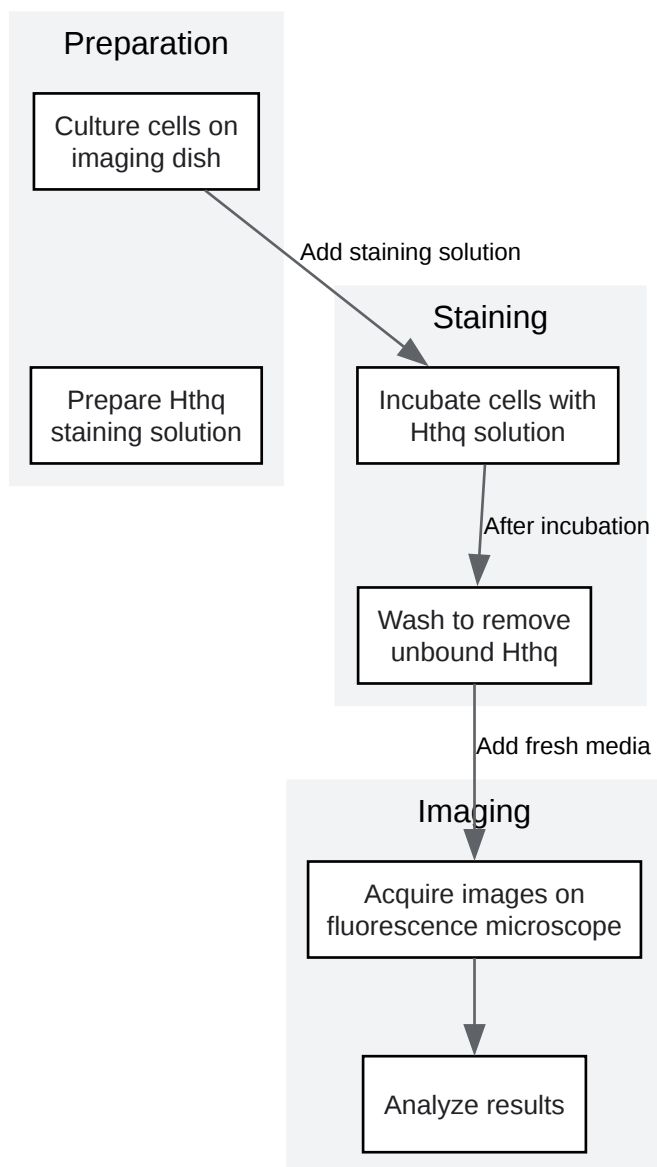 Preparation
Culture cells on
imaging dish
Add staining solution
Prepare Hthq
staining solution
Staining
Incubate cells with
Hthq solution
After incubation
Wash to remove
unbound Hthq
Add fresh media
Imaging
Acquire images on
fluorescence microscope
Analyze results